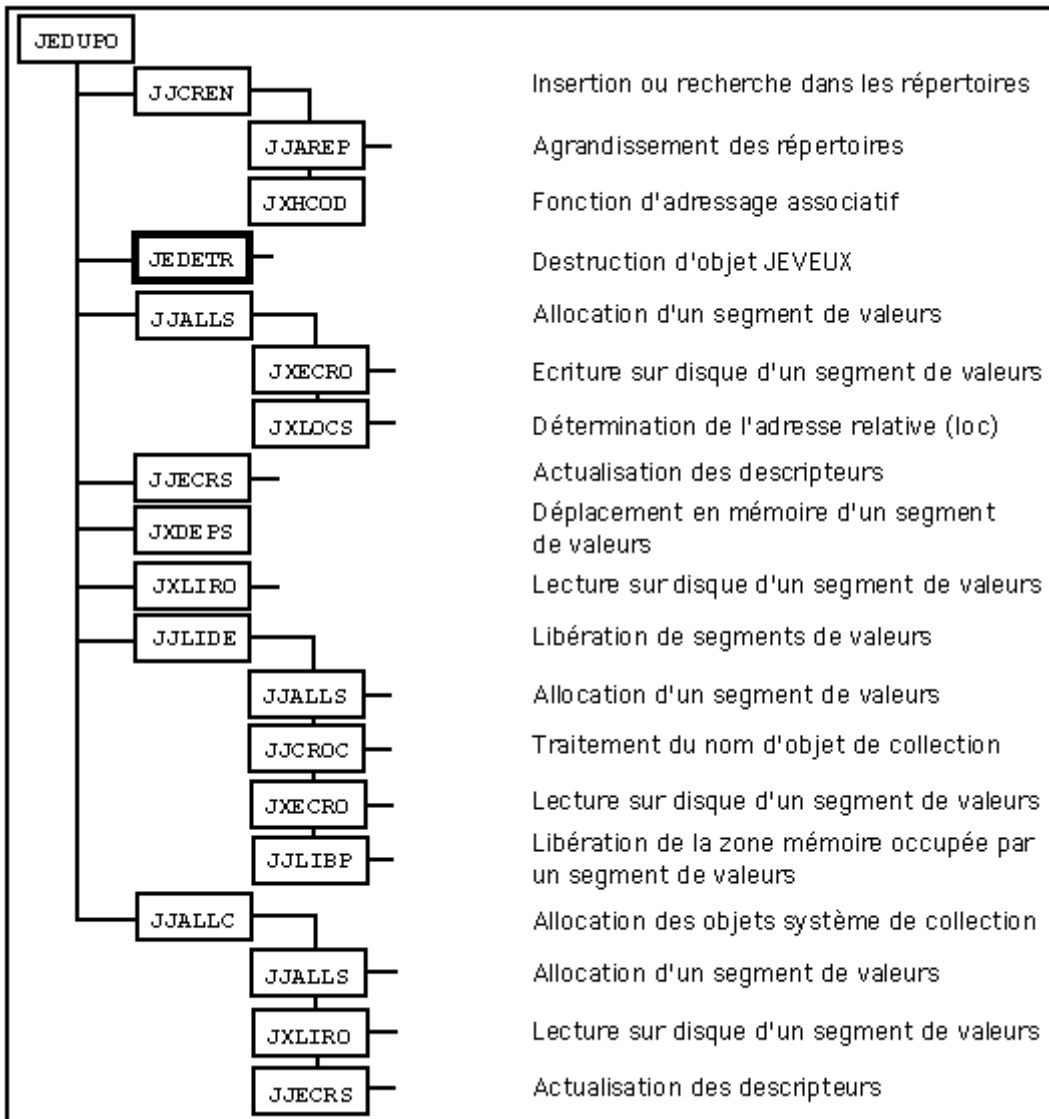 JEDUPO
JJCREN Insertion ou recherche dans les répertoires
JJAREP Agrandissement des répertoires
JXHCOD Fonction d'adressage associatif
JEDETR Destruction d'objet JEVEUX
JJALLS Allocation d'un segment de valeurs
JXECRO Ecriture sur disque d'un segment de valeurs
JXLOCS Détermination de l'adresse relative (loc)
JJECRS Actualisation des descripteurs
JXDEPS Déplacement en mémoire d'un segment
de valeurs
JXLIRO Lecture sur disque d'un segment de valeurs
JJLIDE Libération de segments de valeurs
JJALLS Allocation d'un segment de valeurs
JJCROC Traitement du nom d'objet de collection
JXECRO Lecture sur disque d'un segment de valeurs
JJLIBP Libération de la zone mémoire occupée par
un segment de valeurs
JJALLC Allocation des objets système de collection
JJALLS Allocation d'un segment de valeurs
JXLIRO Lecture sur disque d'un segment de valeurs
JJECRS Actualisation des descripteurs